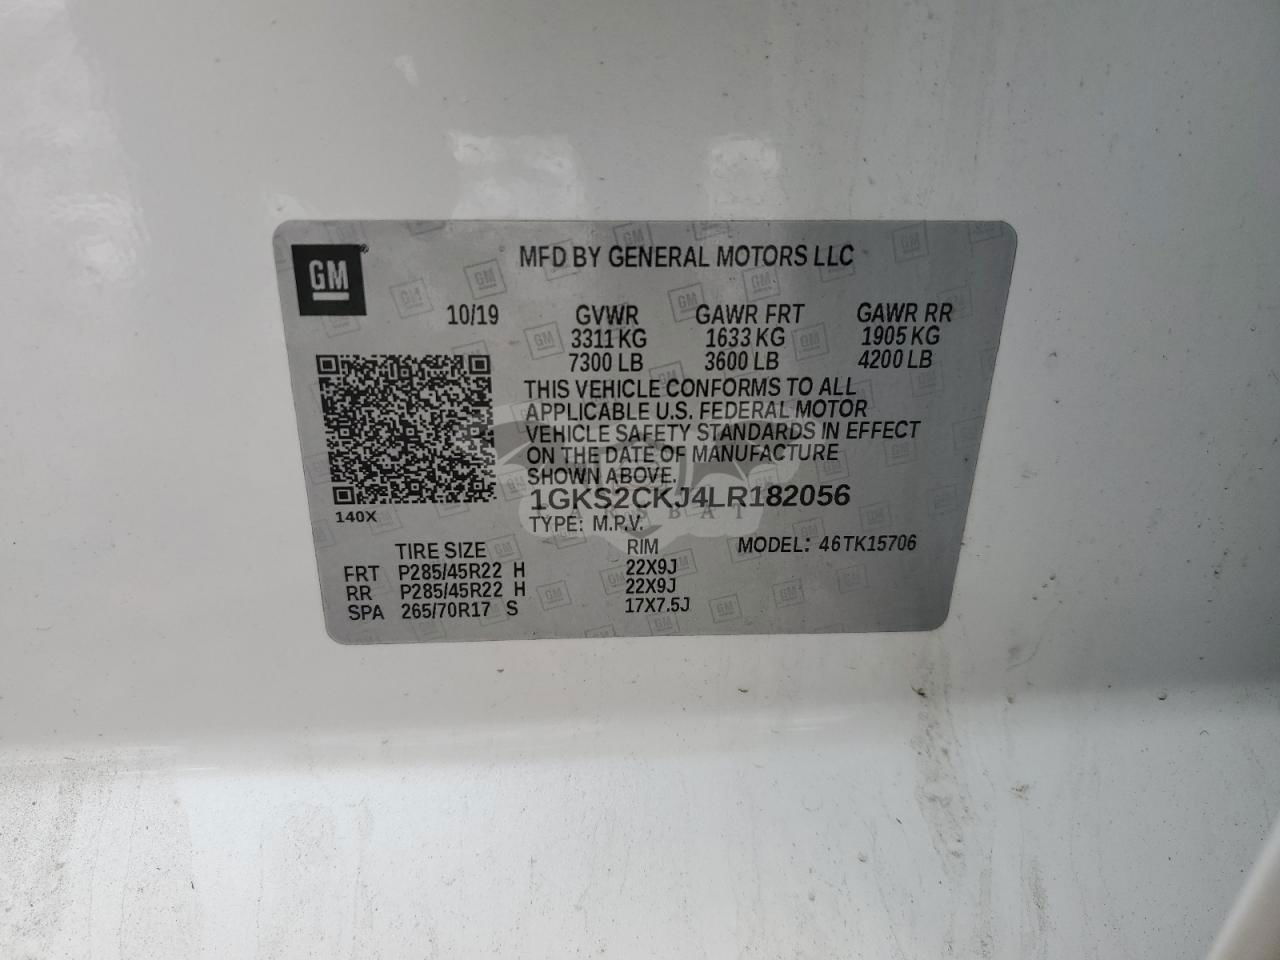 GM
MFD BY GENERAL MOTORS LLC
10/19 GVWR GAWR FRT GAWR RR
3311 KG 1633 KG 1905 KG
7300 LB 3600 LB 4200 LB
THIS VEHICLE CONFORMS TO ALL
APPLICABLE U.S. FEDERAL MOTOR
VEHICLE SAFETY STANDARDS IN EFFECT
ON THE DATE OF MANUFACTURE
SHOWN ABOVE.
1GKS2CKJ4LR182056
140X
TYPE: M.P.V.
TIRE SIZE RIM MODEL: 46TK15706
FRT P285/45R22 H 22X9J
RR P285/45R22 H 22X9J
SPA 265/70R17 S 17X7.5J